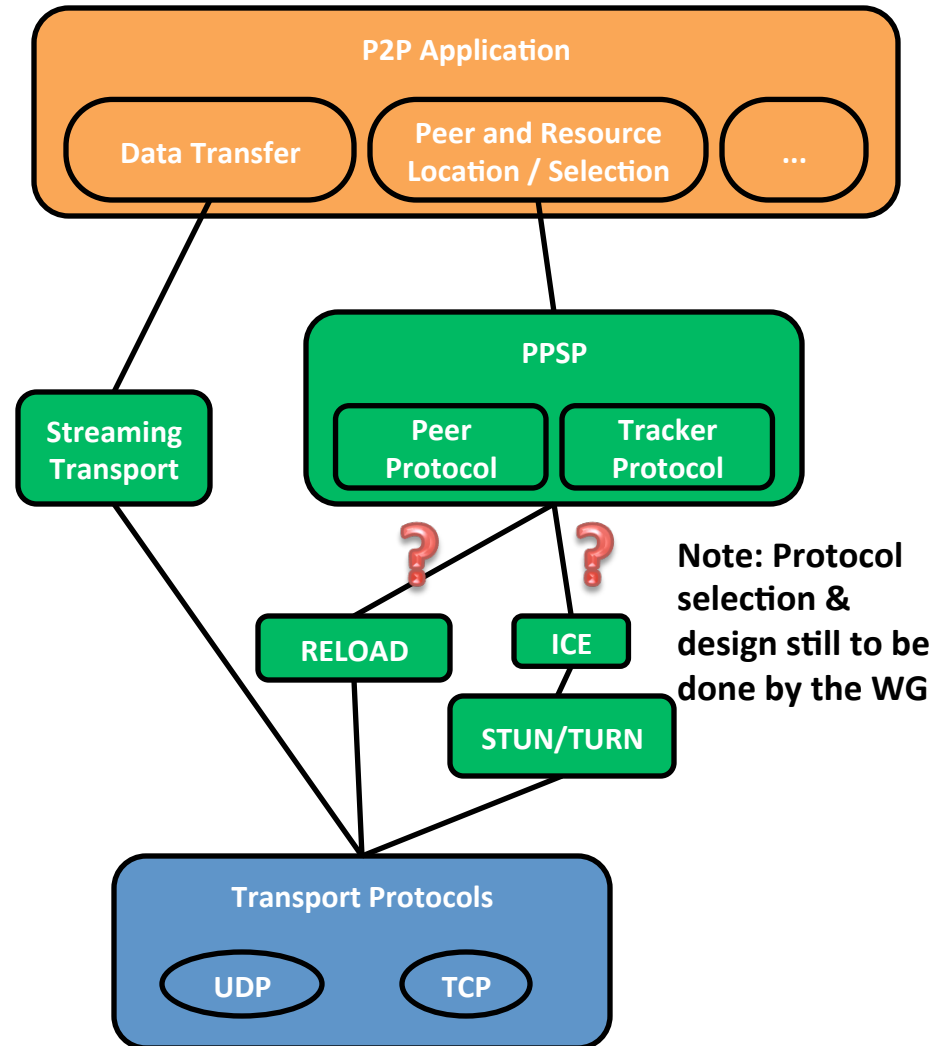 P2P Application
Data Transfer
Peer and Resource
Location / Selection
...
PPSP
Streaming
Transport
Peer
Protocol
Tracker
Protocol
?
?
Note: Protocol
selection &
design still to be
done by the WG
RELOAD
ICE
STUN/TURN
Transport Protocols
UDP
TCP